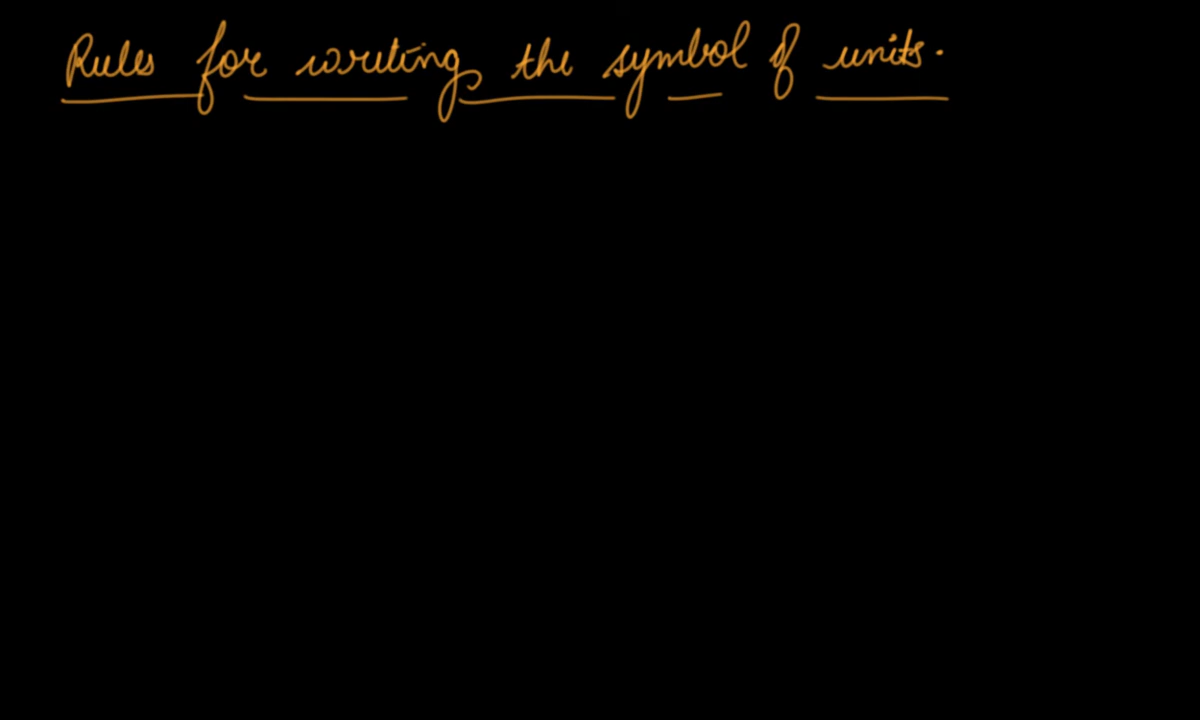 Rules for writing the symbol of units.